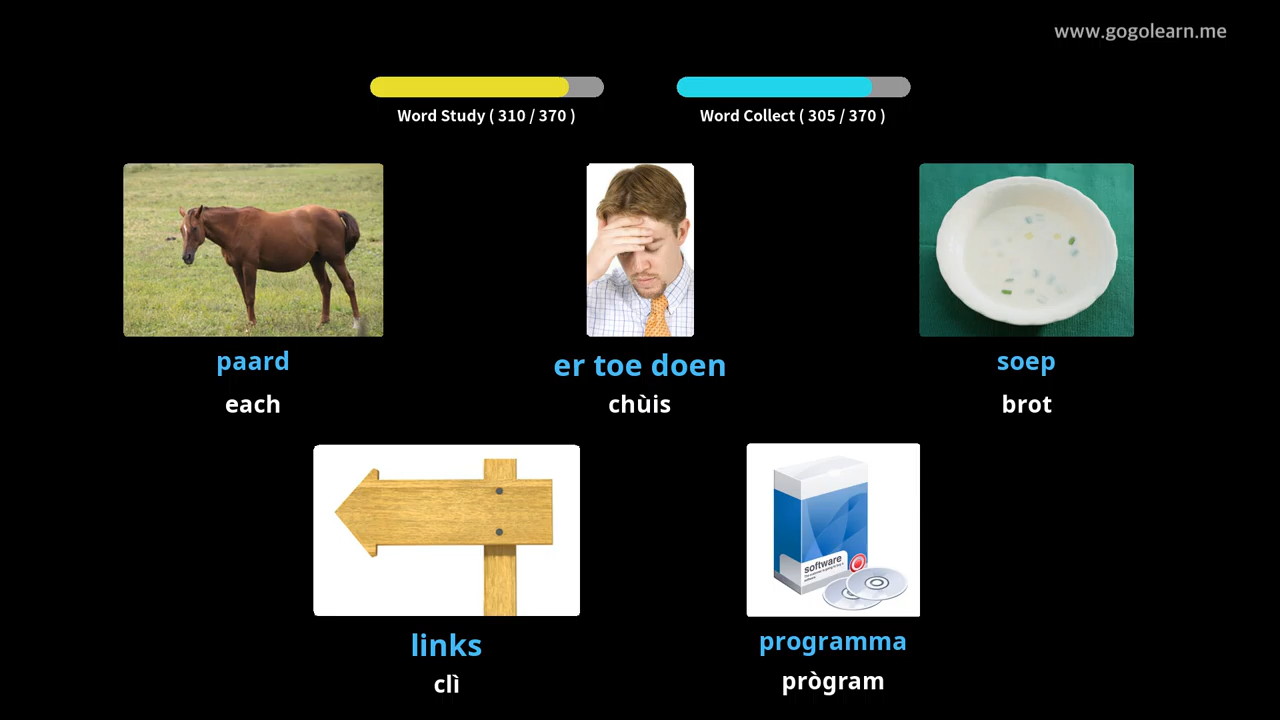 www.gogolearn.me
Word Study ( 310 / 370 )
Word Collect ( 305 / 370 )
paard
er toe doen
soep
each
chùis
brot
software
links
programma
clì
prògram